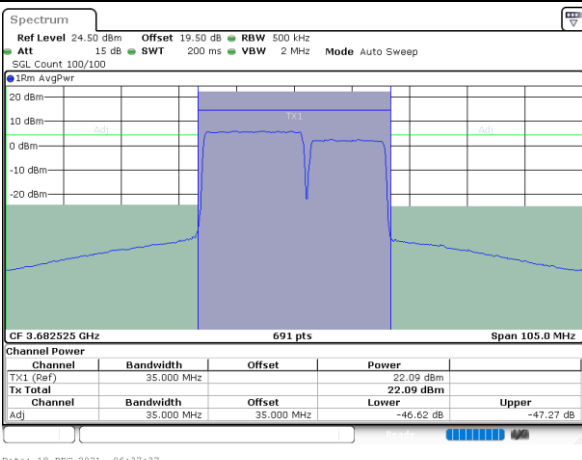 Spectrum
Ref Level 24.50 dBm Offset 19.50 dB RBW 500 kHz
Att 15 dB SWT 200 ms VBW 2 MHz Mode Auto Sweep
SGL Count 100/100
1Rm AvgPwr
20 dBm
TX1
10 dBm
Adj
Adj
0 dBm
-10 dBm
-20 dBm
CF 3.682525 GHz 691 pts Span 105.0 MHz
Channel Power
Channel Bandwidth Offset Power
TX1 (Ref) 35.000 MHz 22.09 dBm
Tx Total 22.09 dBm
Channel Bandwidth Offset Lower Upper
Adj 35.000 MHz 35.000 MHz -46.62 dB -47.27 dB
Ready